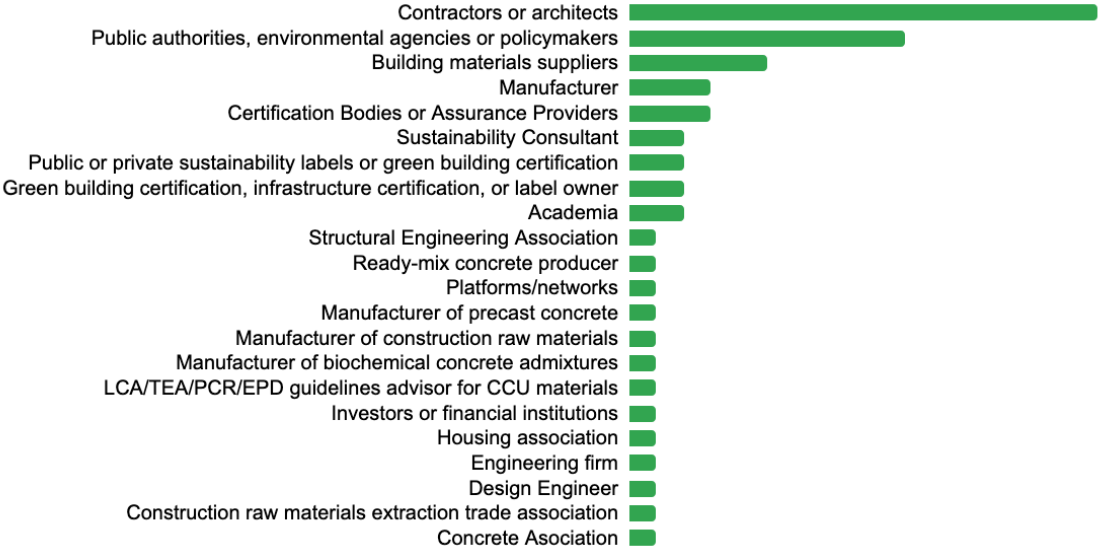 Contractors or architects
Public authorities, environmental agencies or policymakers
Building materials suppliers
Manufacturer
Certification Bodies or Assurance Providers
Sustainability Consultant
Public or private sustainability labels or green building certification
Green building certification, infrastructure certification, or label owner
Academia
Structural Engineering Association
Ready-mix concrete producer
Platforms/networks
Manufacturer of precast concrete
Manufacturer of construction raw materials
Manufacturer of biochemical concrete admixtures
LCA/TEA/PCR/EPD guidelines advisor for CCU materials
Investors or financial institutions
Housing association
Engineering firm
Design Engineer
Construction raw materials extraction trade association
Concrete Asociation